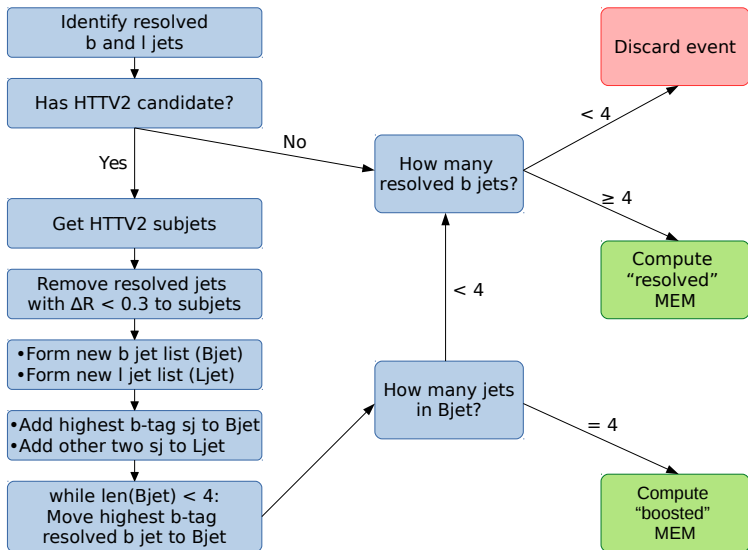 Identify resolved
b and l jets
Has HTTV2 candidate?
Yes
No
Get HTTV2 subjets
Remove resolved jets
with ΔR < 0.3 to subjets
•Form new b jet list (Bjet)
•Form new l jet list (Ljet)
•Add highest b-tag sj to Bjet
•Add other two sj to Ljet
while len(Bjet) < 4:
Move highest b-tag
resolved b jet to Bjet
How many
resolved b jets?
< 4
How many jets
in Bjet?
Discard event
< 4
≥ 4
Compute
“resolved”
MEM
= 4
Compute
“boosted”
MEM